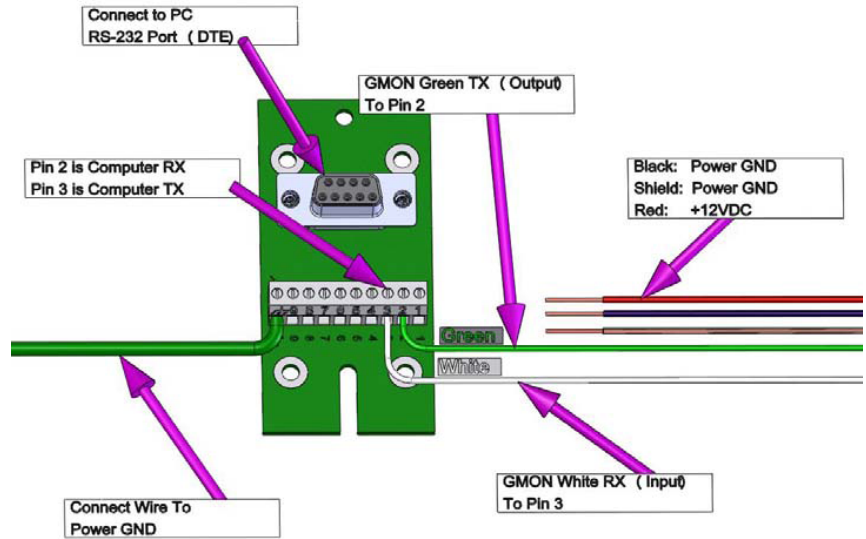 Connect to PC
RS-232 Port ( DTE)
GMON Green TX ( Output)
To Pin 2
Pin 2 is Computer RX
Pin 3 is Computer TX
Black: Power GND
Shield: Power GND
Red: +12VDC
Green
White
GMON White RX ( Input)
To Pin 3
Connect Wire To
Power GND